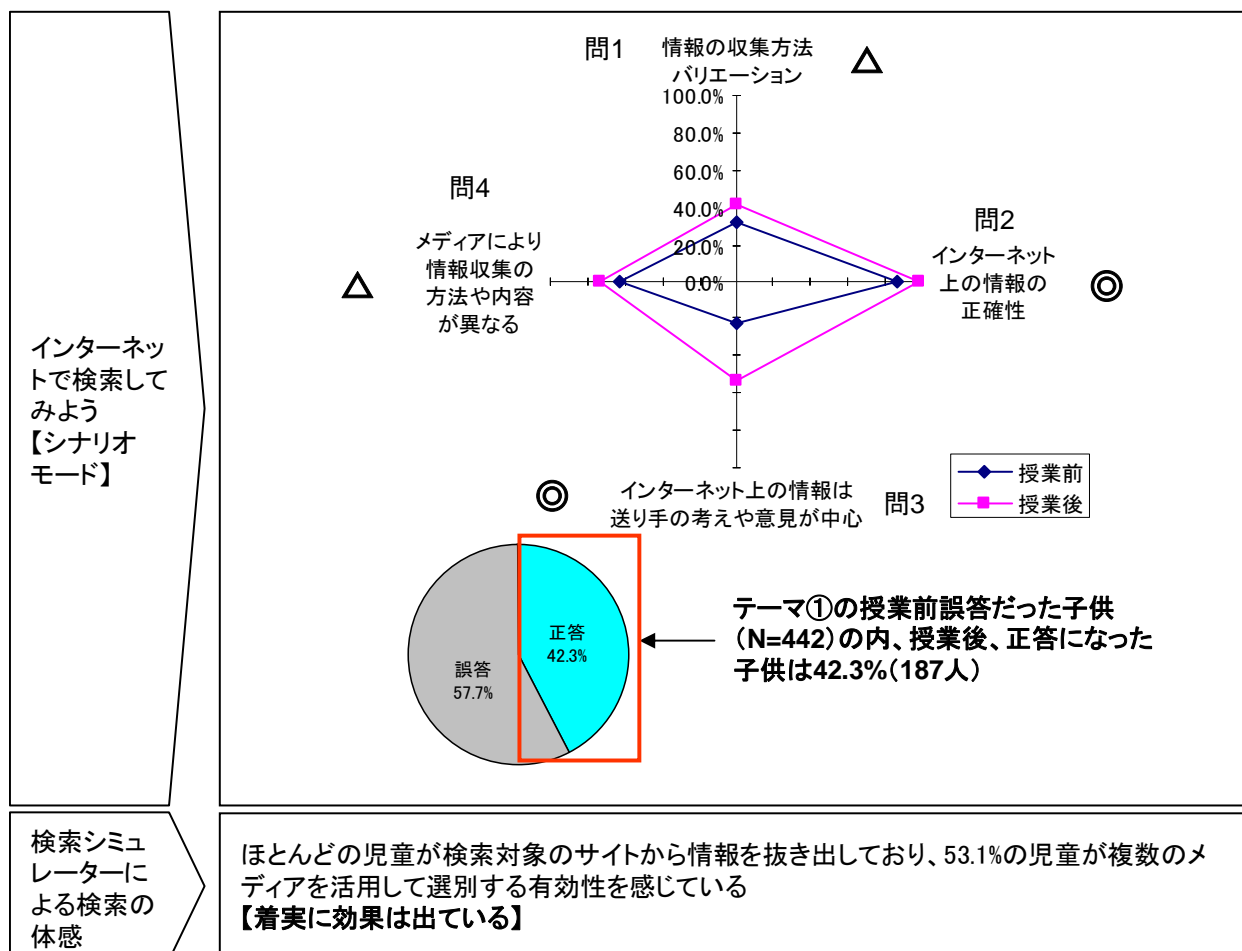 インターネッ
トで検索して
みよう
【シナリオ
モード】
問1
情報の収集方法
バリエーション
△
100.0%
80.0%
60.0%
40.0%
20.0%
0.0%
問4
メディアにより
情報収集の
方法や内容
が異なる
△
問2
インターネット
上の情報の
正確性
◎
◎
インターネット上の情報は
送り手の考えや意見が中心
問3
授業前
授業後
正答
42.3%
誤答
57.7%
テーマ①の授業前誤答だった子供
（N=442）の内、授業後、正答になった
子供は42.3%（187人）
検索シミュ
レーターに
よる検索の
体感
ほとんどの児童が検索対象のサイトから情報を抜き出しており、53.1%の児童が複数のメ
ディアを活用して選別する有効性を感じている
【着実に効果は出ている】